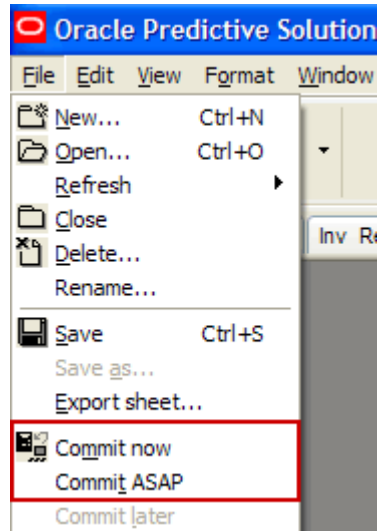 Oracle Predictive Solution
File Edit View Format Window
New... Ctrl+N
Open... Ctrl+O
Refresh
Close
Inv Re
Delete...
Rename...
Save Ctrl+S
Save as...
Export sheet...
Commit now
Commit ASAP
Commit later